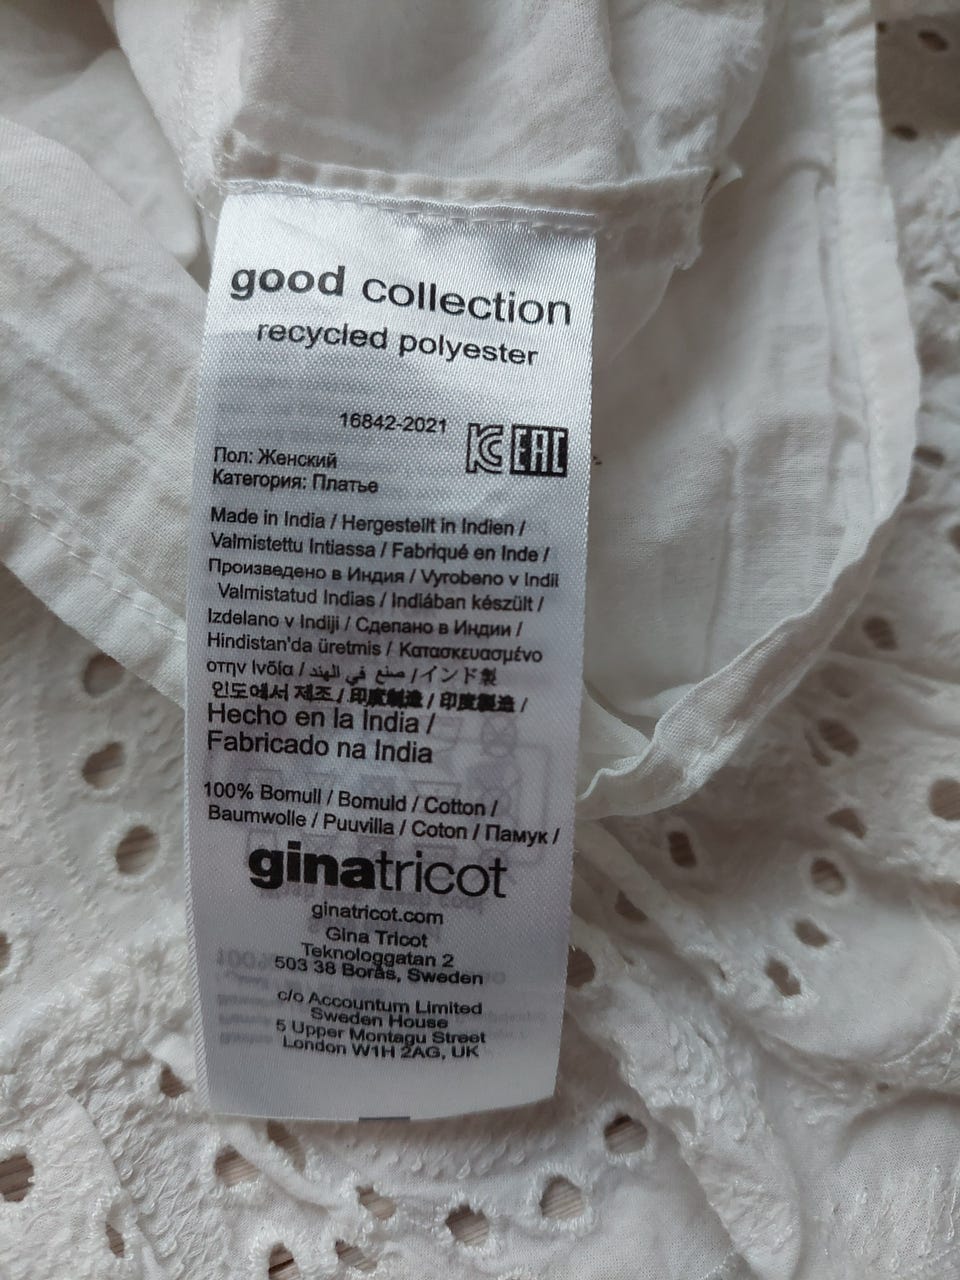 good collection
recycled polyester
16842-2021
EAC
Пол: Женский
Категория: Платье
Made in India / Hergestellt in Indien /
Valmistettu Intiassa / Fabriqué en Inde /
Произведено в Индия / Vyrobeno v Indii
Valmistatud Indias / Indiában készült /
Izdelano v Indiji / Сделано в Индии /
Hindistan'da üretmis / Κατασκευασμένο
στην Ινδία / صنع في الهند / インド製
인도에서 제조 / 印度制造 / 印度製造 /
Hecho en la India /
Fabricado na India
100% Bomull / Bomuld / Cotton /
Baumwolle / Puuvilla / Coton / Памук /
ginatricot
ginatricot.com
Gina Tricot
Teknologgatan 2
503 38 Borås, Sweden
c/o Accountum Limited
Sweden House
5 Upper Montagu Street
London W1H 2AG, UK